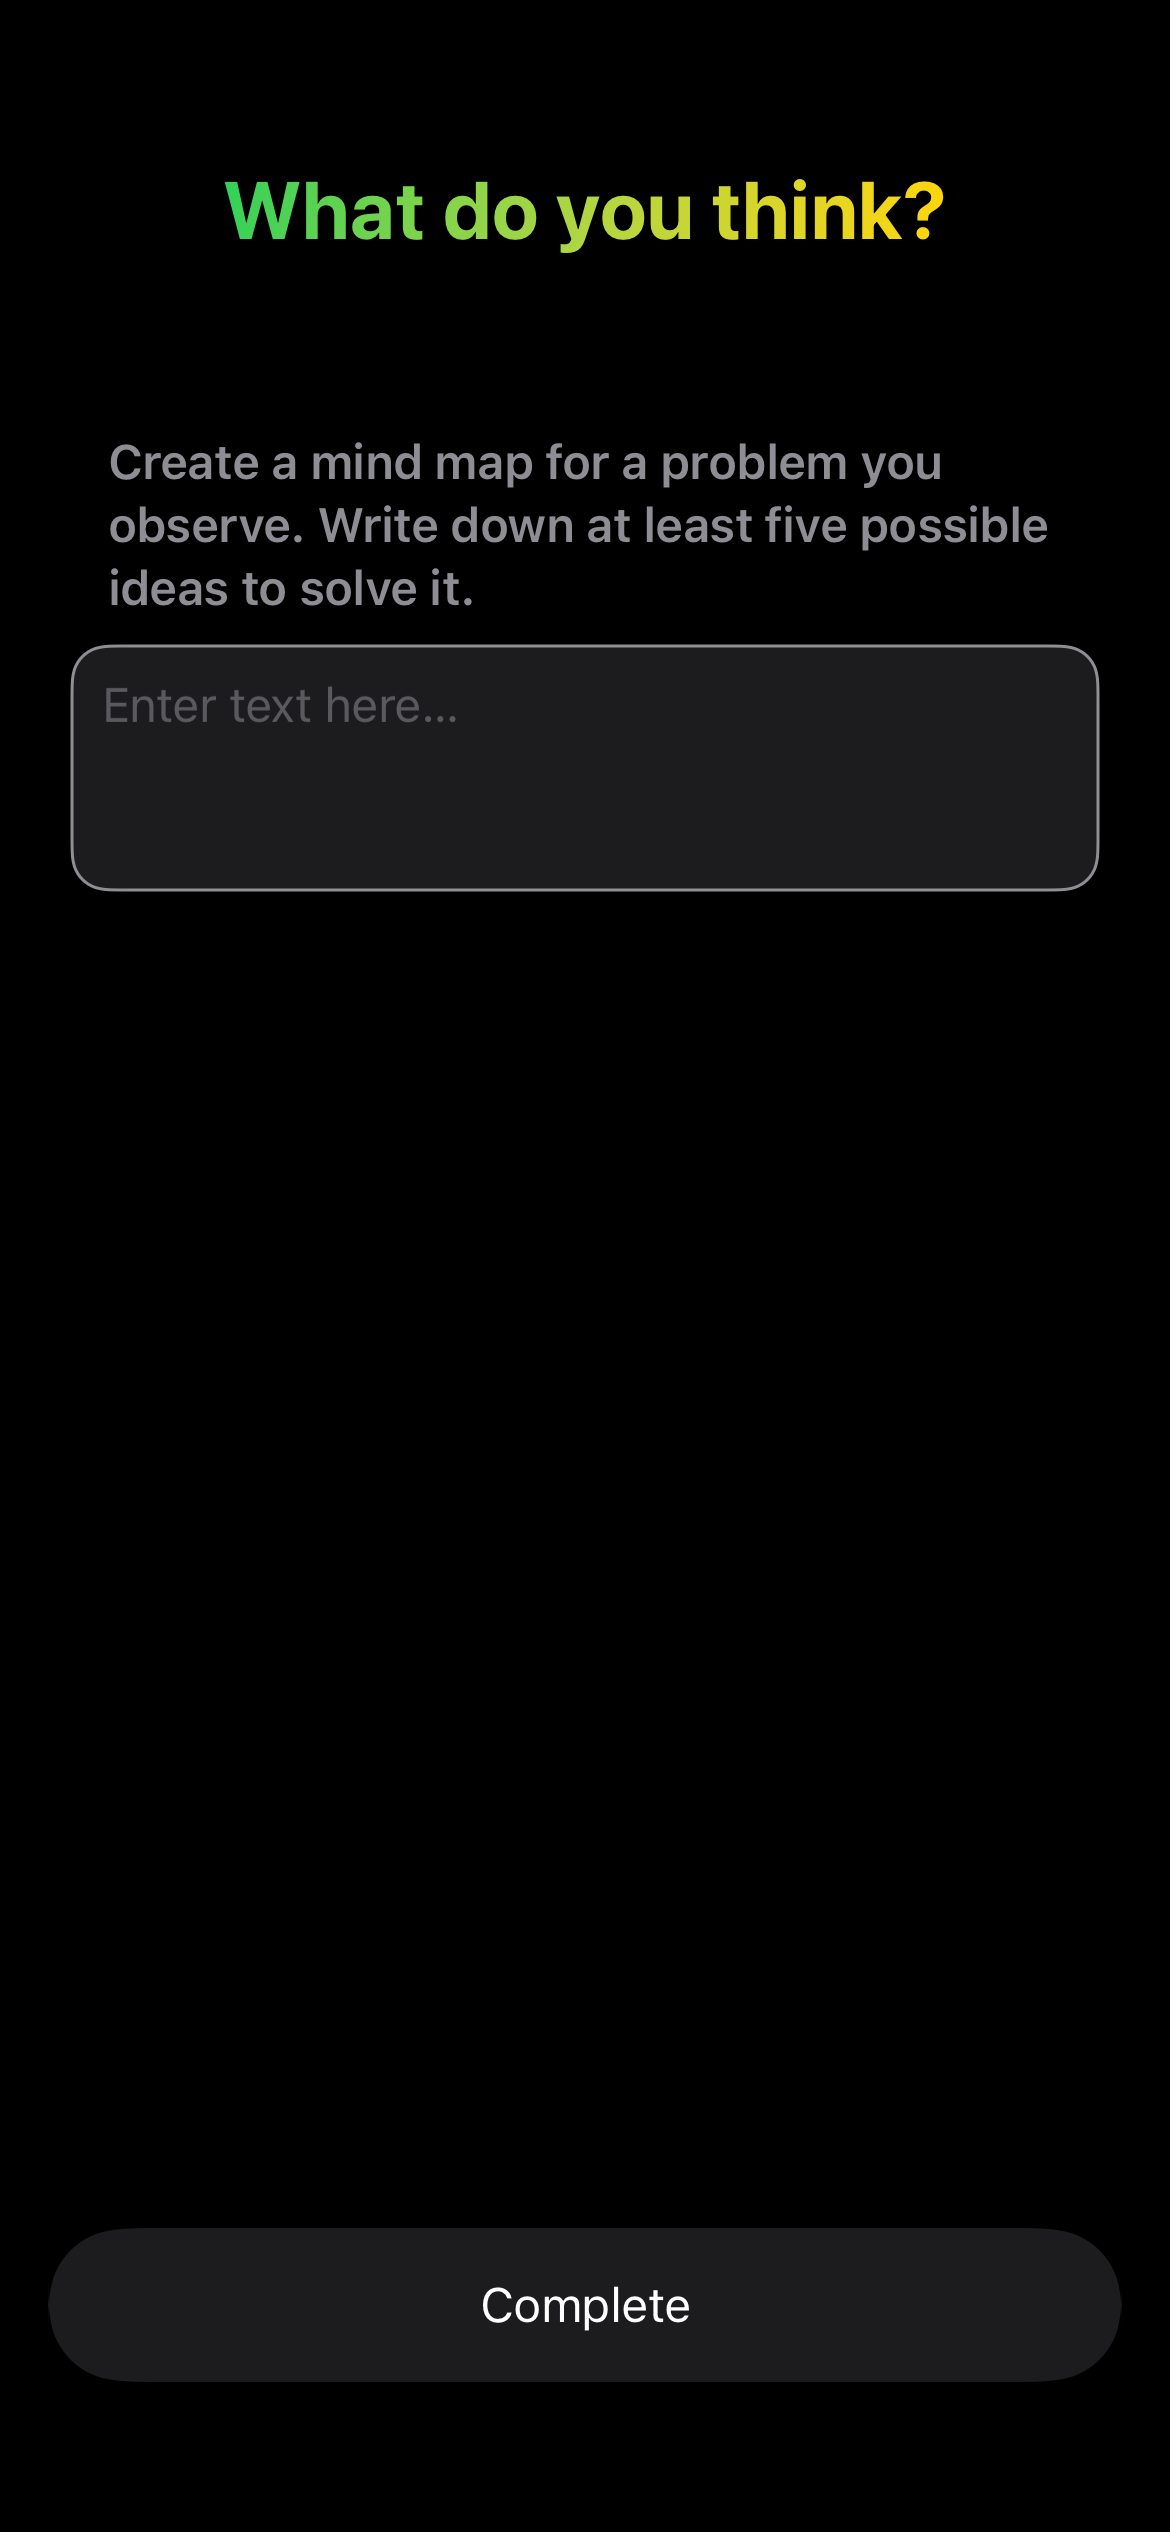 What do you think?
Create a mind map for a problem you
observe. Write down at least five possible
ideas to solve it.
Enter text here...
Complete